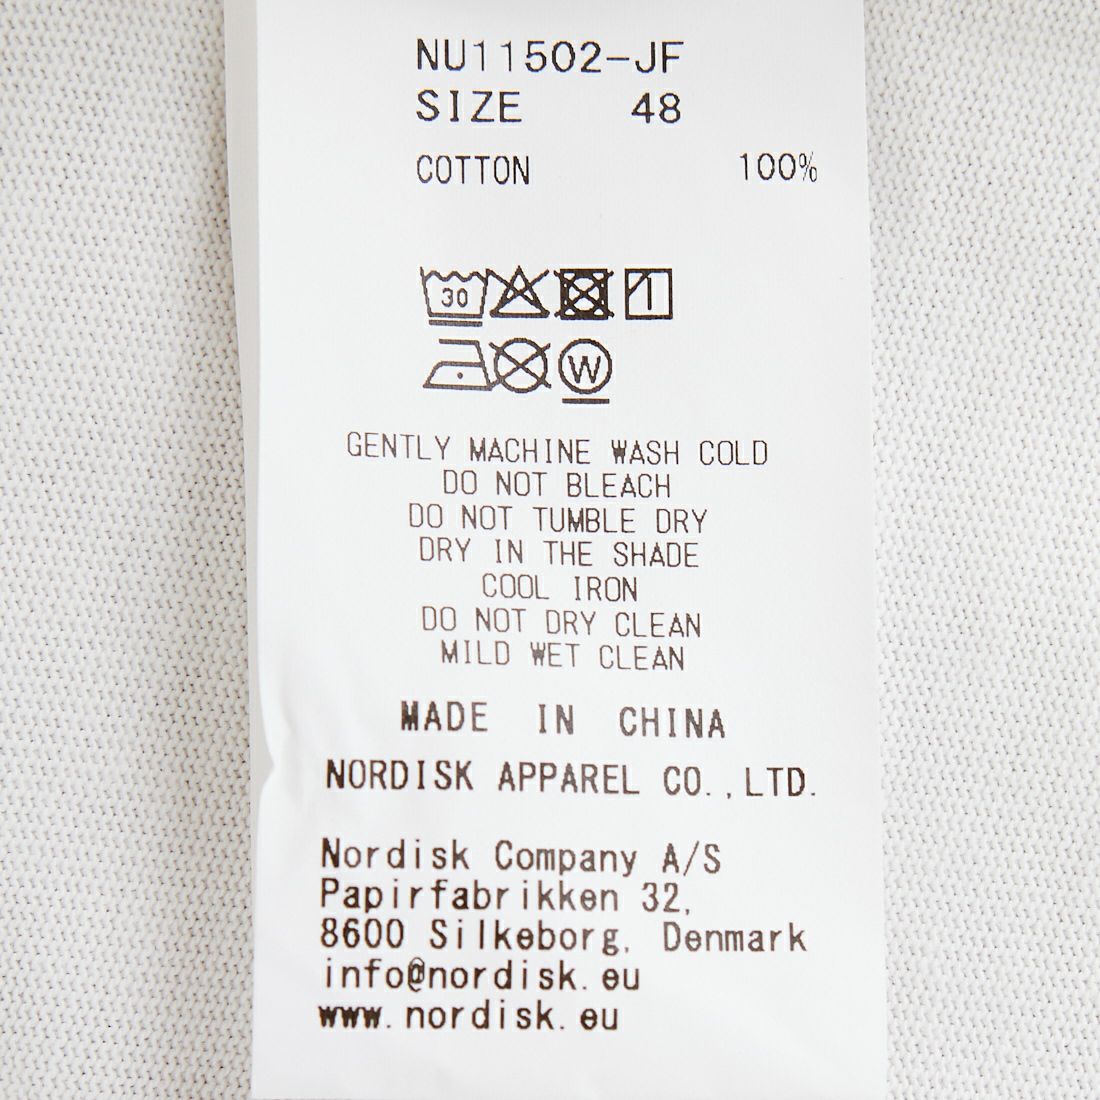 NU11502-JF
SIZE 48
COTTON 100%
30
W
GENTLY MACHINE WASH COLD
DO NOT BLEACH
DO NOT TUMBLE DRY
DRY IN THE SHADE
COOL IRON
DO NOT DRY CLEAN
MILD WET CLEAN
MADE IN CHINA
NORDISK APPAREL CO.,LTD.
Nordisk Company A/S
Papirfabrikken 32,
8600 Silkeborg, Denmark
info@nordisk.eu
www.nordisk.eu